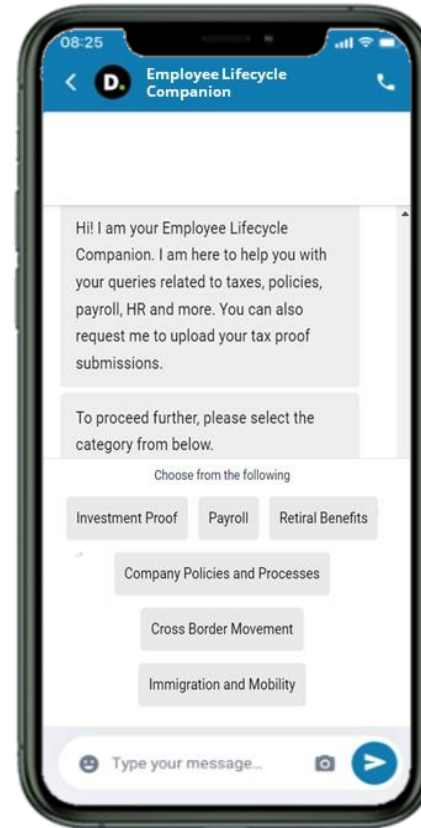 08:25
D.
Employee Lifecycle
Companion
Hi! I am your Employee Lifecycle
Companion. I am here to help you with
your queries related to taxes, policies,
payroll, HR and more. You can also
request me to upload your tax proof
submissions.
To proceed further, please select the
category from below.
Choose from the following
Investment Proof Payroll Retiral Benefits
Company Policies and Processes
Cross Border Movement
Immigration and Mobility
Type your message...